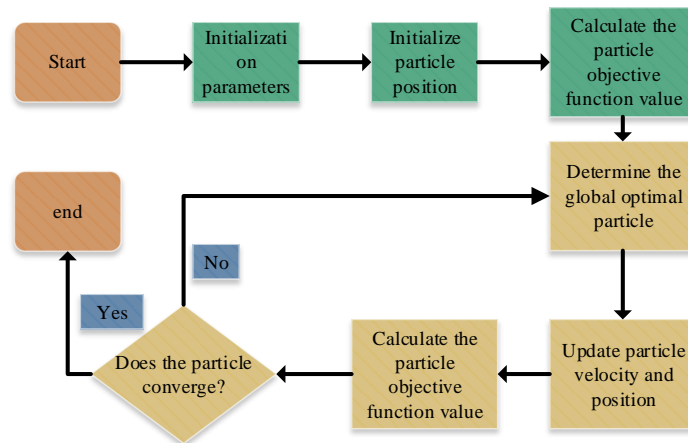 Start
Initializati
on
parameters
Initialize
particle
position
Calculate the
particle
objective
function value
Determine the
global optimal
particle
end
No
Yes
Does the particle
converge?
Calculate the
particle
objective
function value
Update particle
velocity and
position